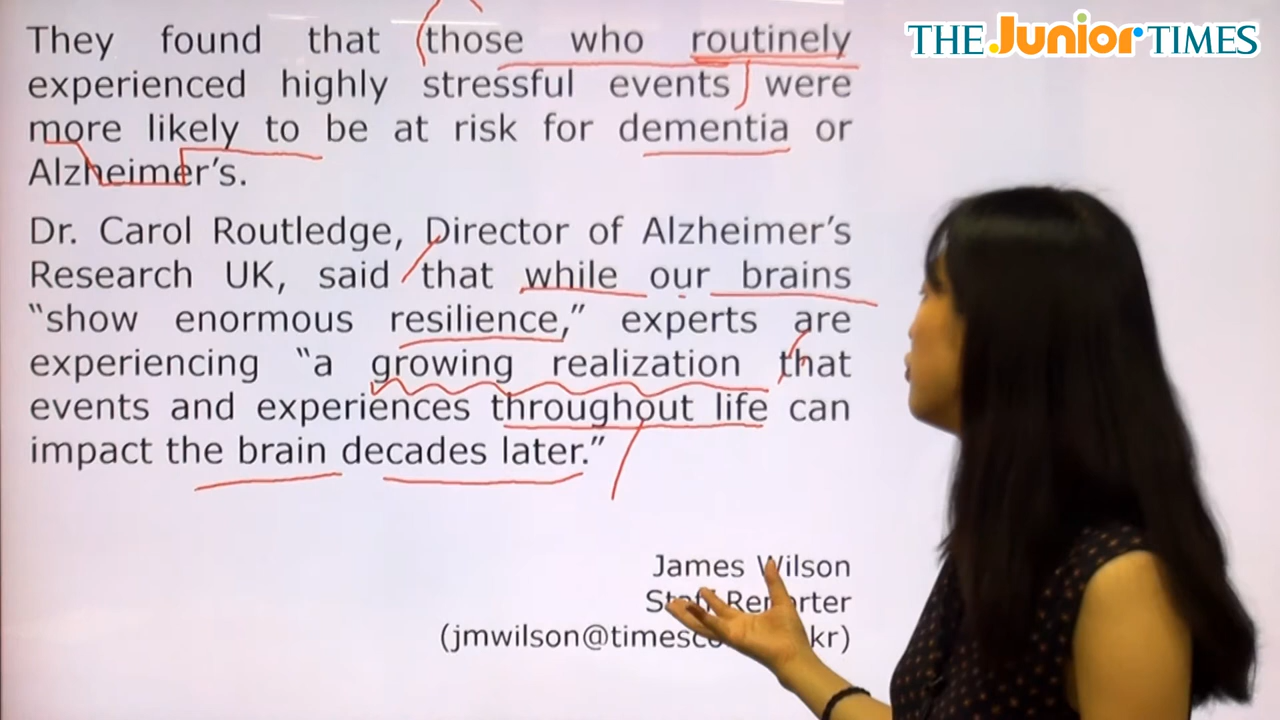 THE Junior TIMES
They found that those who routinely
experienced highly stressful events were
more likely to be at risk for dementia or
Alzheimer's.
Dr. Carol Routledge, Director of Alzheimer's
Research UK, said that while our brains
"show enormous resilience," experts are
experiencing "a growing realization that
events and experiences throughout life can
impact the brain decades later."
James Wilson
Staff Reporter